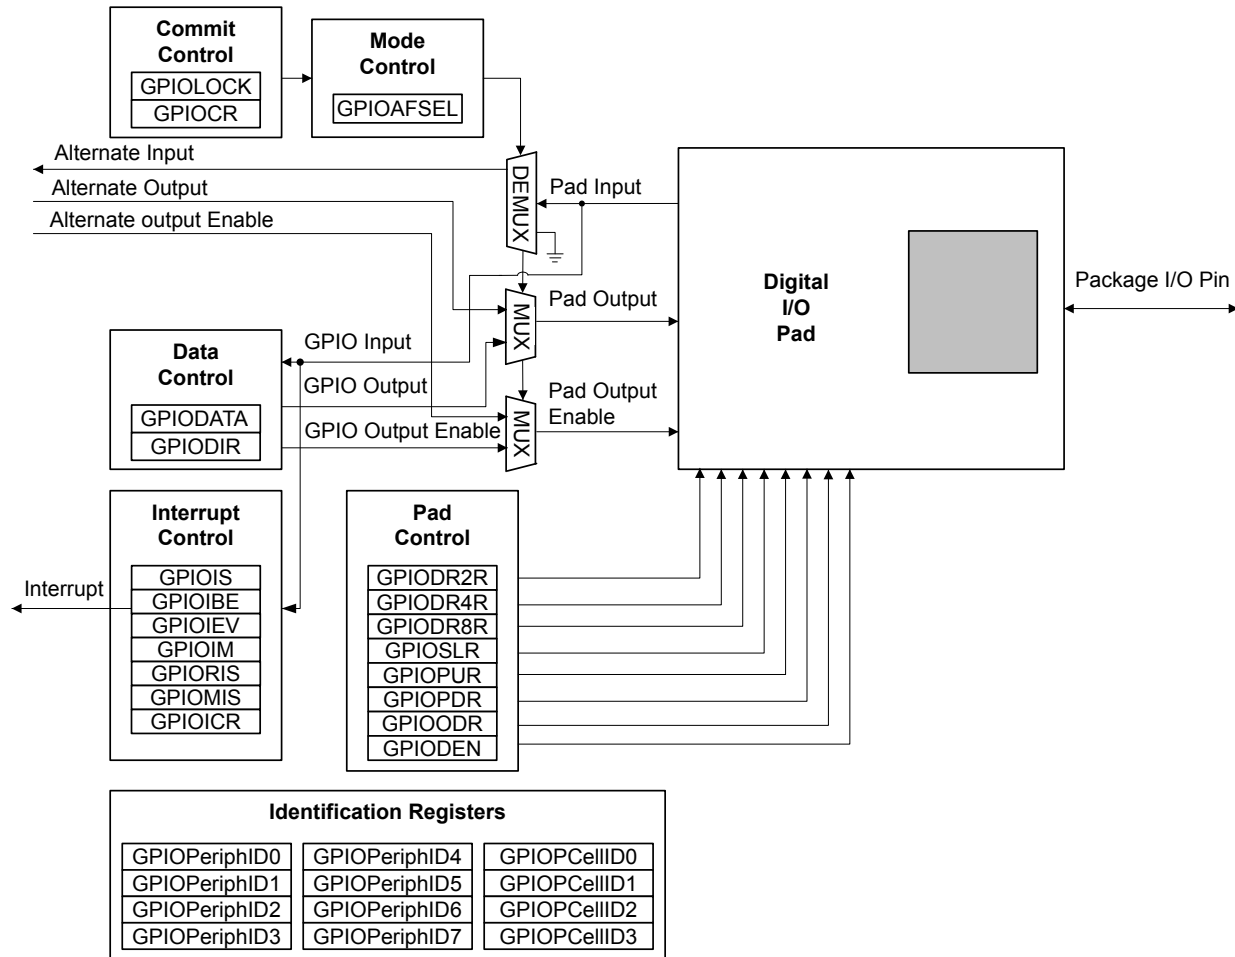 Commit
Control
GPIOLOCK
GPIOCR
Mode
Control
GPIOAFSEL
Alternate Input
Alternate Output
Alternate output Enable
DEMUX
Pad Input
MUX
Pad Output
MUX
Pad Output
Enable
Digital
I/O
Pad
Package I/O Pin
Data
Control
GPIODATA
GPIODIR
GPIO Input
GPIO Output
GPIO Output Enable
Interrupt
Control
GPIOIS
GPIOIBE
GPIOIEV
GPIOIM
GPIORIS
GPIOMIS
GPIOICR
Interrupt
Pad
Control
GPIODR2R
GPIODR4R
GPIODR8R
GPIOSLR
GPIOPUR
GPIOPDR
GPIOODR
GPIODEN
Identification Registers
GPIOPeriphID0 GPIOPeriphID4 GPIOPCellID0
GPIOPeriphID1 GPIOPeriphID5 GPIOPCellID1
GPIOPeriphID2 GPIOPeriphID6 GPIOPCellID2
GPIOPeriphID3 GPIOPeriphID7 GPIOPCellID3